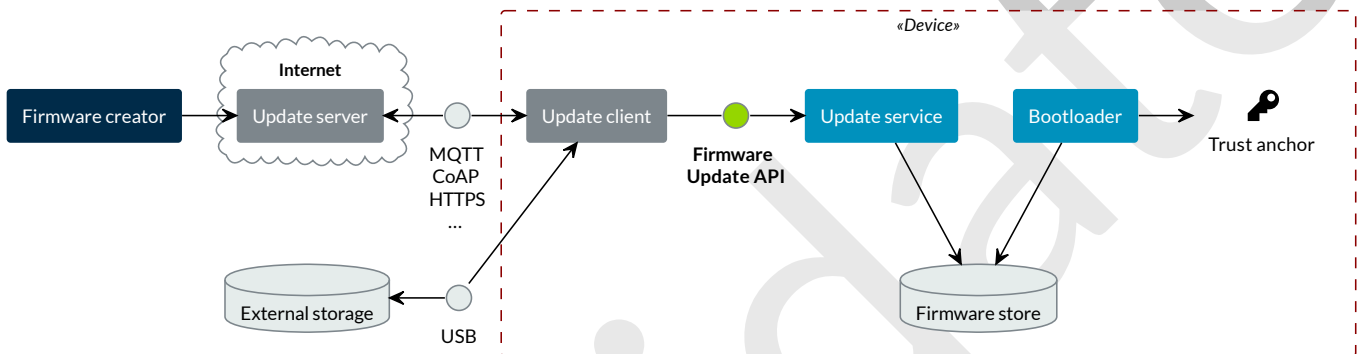 «Device»
Internet
Firmware creator
Update server
Update client
Update service
Bootloader
Trust anchor
MQTT
CoAP
HTTPS
...
Firmware
Update API
External storage
USB
Firmware store